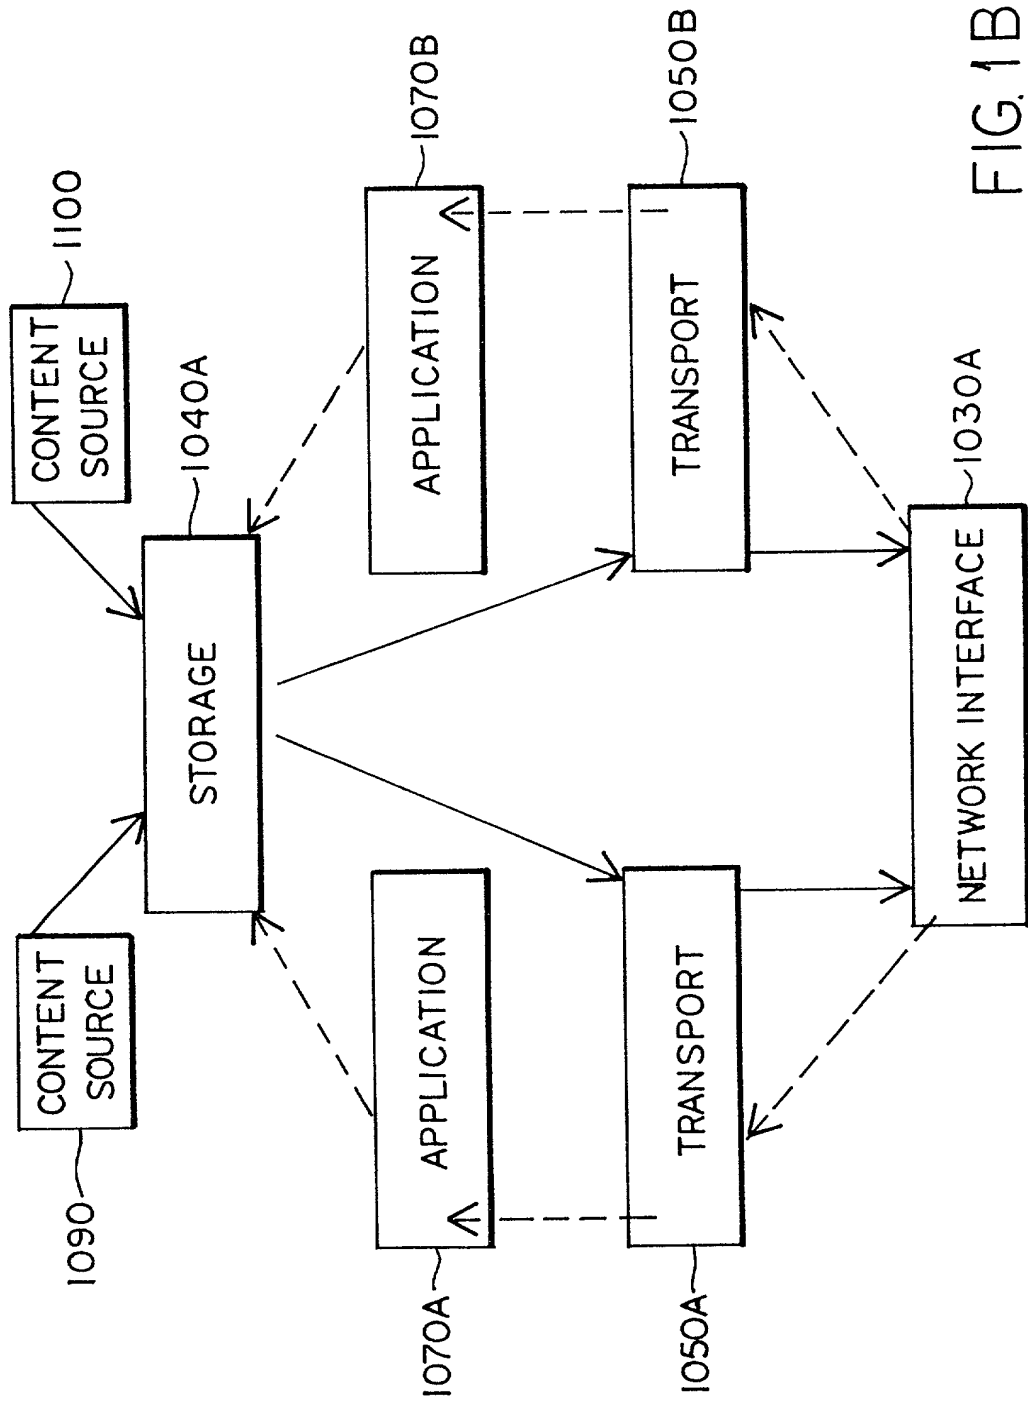 1090
CONTENT
SOURCE
CONTENT
SOURCE
1100
STORAGE
1040A
1070A
APPLICATION
APPLICATION
1070B
1050A
TRANSPORT
TRANSPORT
1050B
NETWORK INTERFACE
1030A
FIG. 1B